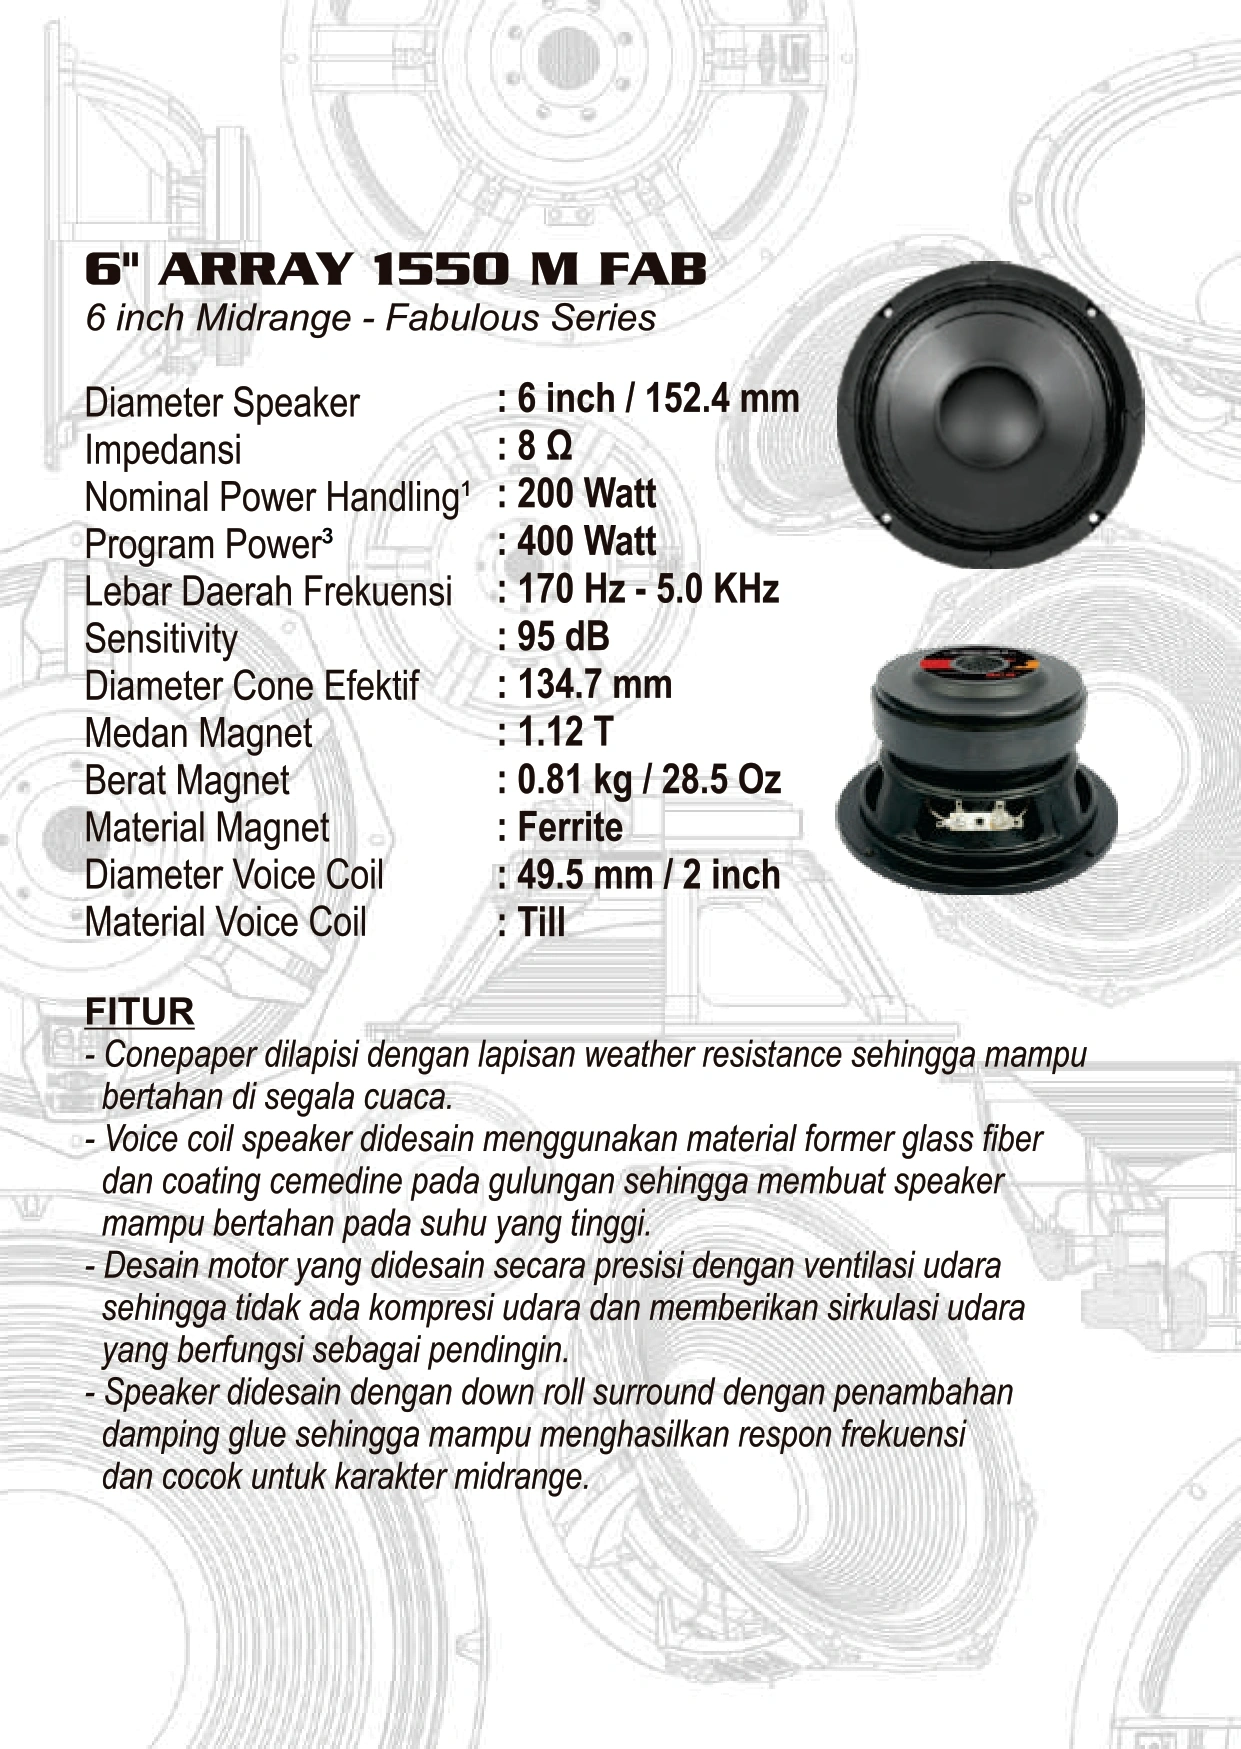 6" ARRAY 1550 M FAB
6 inch Midrange - Fabulous Series
Diameter Speaker : 6 inch / 152.4 mm
Impedansi : 8 Ω
Nominal Power Handling¹ : 200 Watt
Program Power³ : 400 Watt
Lebar Daerah Frekuensi : 170 Hz - 5.0 KHz
Sensitivity : 95 dB
Diameter Cone Efektif : 134.7 mm
Medan Magnet : 1.12 T
Berat Magnet : 0.81 kg / 28.5 Oz
Material Magnet : Ferrite
Diameter Voice Coil : 49.5 mm / 2 inch
Material Voice Coil : Till
FITUR
- Conepaper dilapisi dengan lapisan weather resistance sehingga mampu
bertahan di segala cuaca.
- Voice coil speaker didesain menggunakan material former glass fiber
dan coating cemedine pada gulungan sehingga membuat speaker
mampu bertahan pada suhu yang tinggi.
- Desain motor yang didesain secara presisi dengan ventilasi udara
sehingga tidak ada kompresi udara dan memberikan sirkulasi udara
yang berfungsi sebagai pendingin.
- Speaker didesain dengan down roll surround dengan penambahan
damping glue sehingga mampu menghasilkan respon frekuensi
dan cocok untuk karakter midrange.